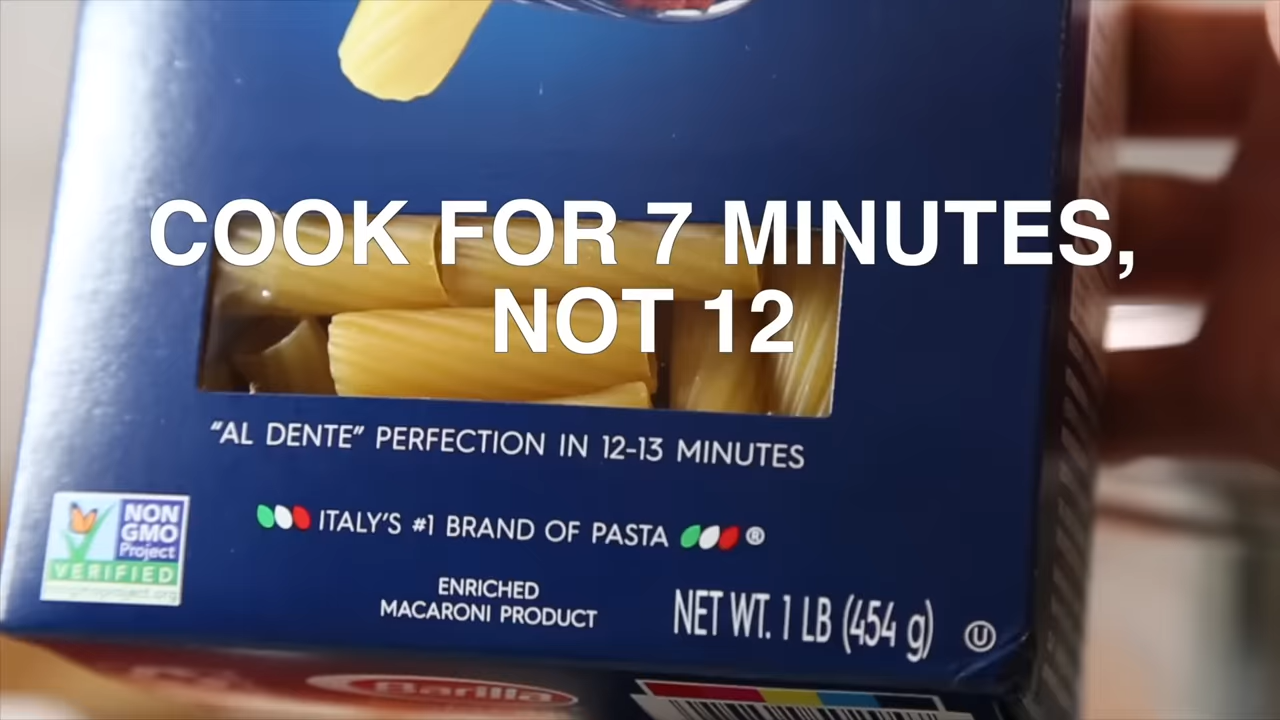 COOK FOR 7 MINUTES,
NOT 12
"AL DENTE" PERFECTION IN 12-13 MINUTES
NON
GMO
Project
VERIFIED
ITALY'S #1 BRAND OF PASTA ®
ENRICHED
MACARONI PRODUCT
NET WT. 1 LB (454 g)
U
Barilla